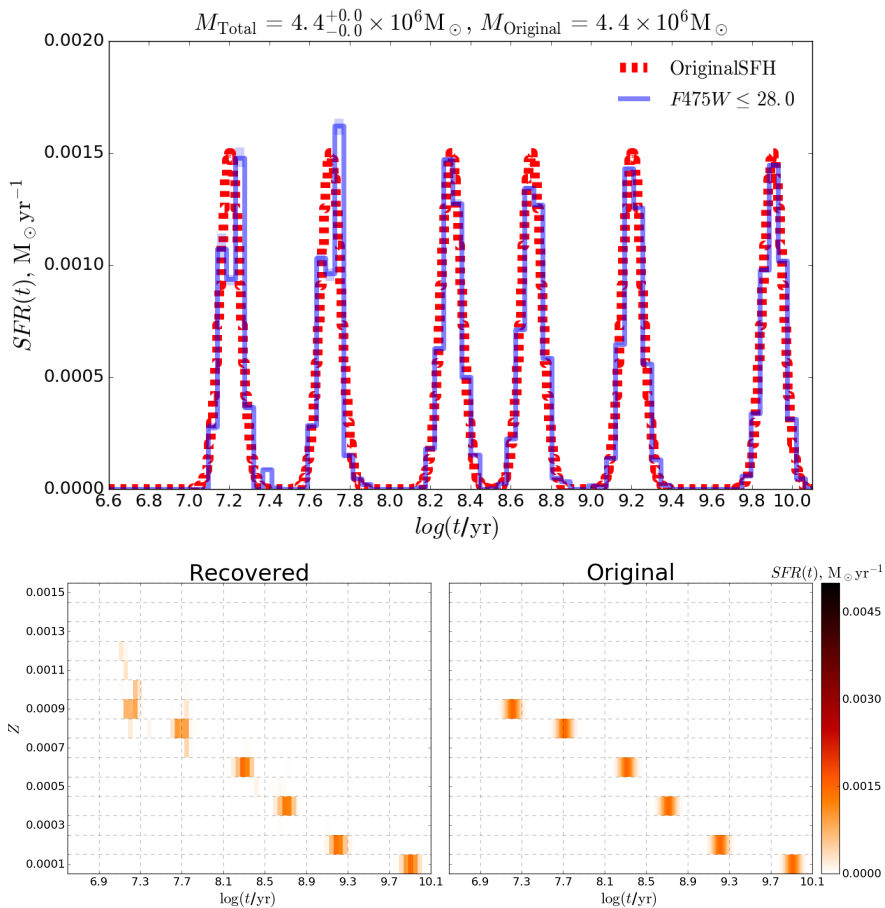 M_Total = 4.4^{+0.0}_{-0.0} × 10^6 M_⊙, M_Original = 4.4 × 10^6 M_⊙
0.0020
0.0015
0.0010
0.0005
0.0000
SFR(t), M_⊙ yr^{-1}
OriginalSFH
F475W ≤ 28.0
6.6 6.8 7.0 7.2 7.4 7.6 7.8 8.0 8.2 8.4 8.6 8.8 9.0 9.2 9.4 9.6 9.8 10.0
log(t/yr)
Recovered
Original
SFR(t), M_⊙ yr^{-1}
0.0015
0.0013
0.0011
0.0009
0.0007
0.0005
0.0003
0.0001
Z
6.9 7.3 7.7 8.1 8.5 8.9 9.3 9.7 10.1
log(t/yr)
6.9 7.3 7.7 8.1 8.5 8.9 9.3 9.7 10.1
log(t/yr)
0.0045
0.0030
0.0015
0.0000